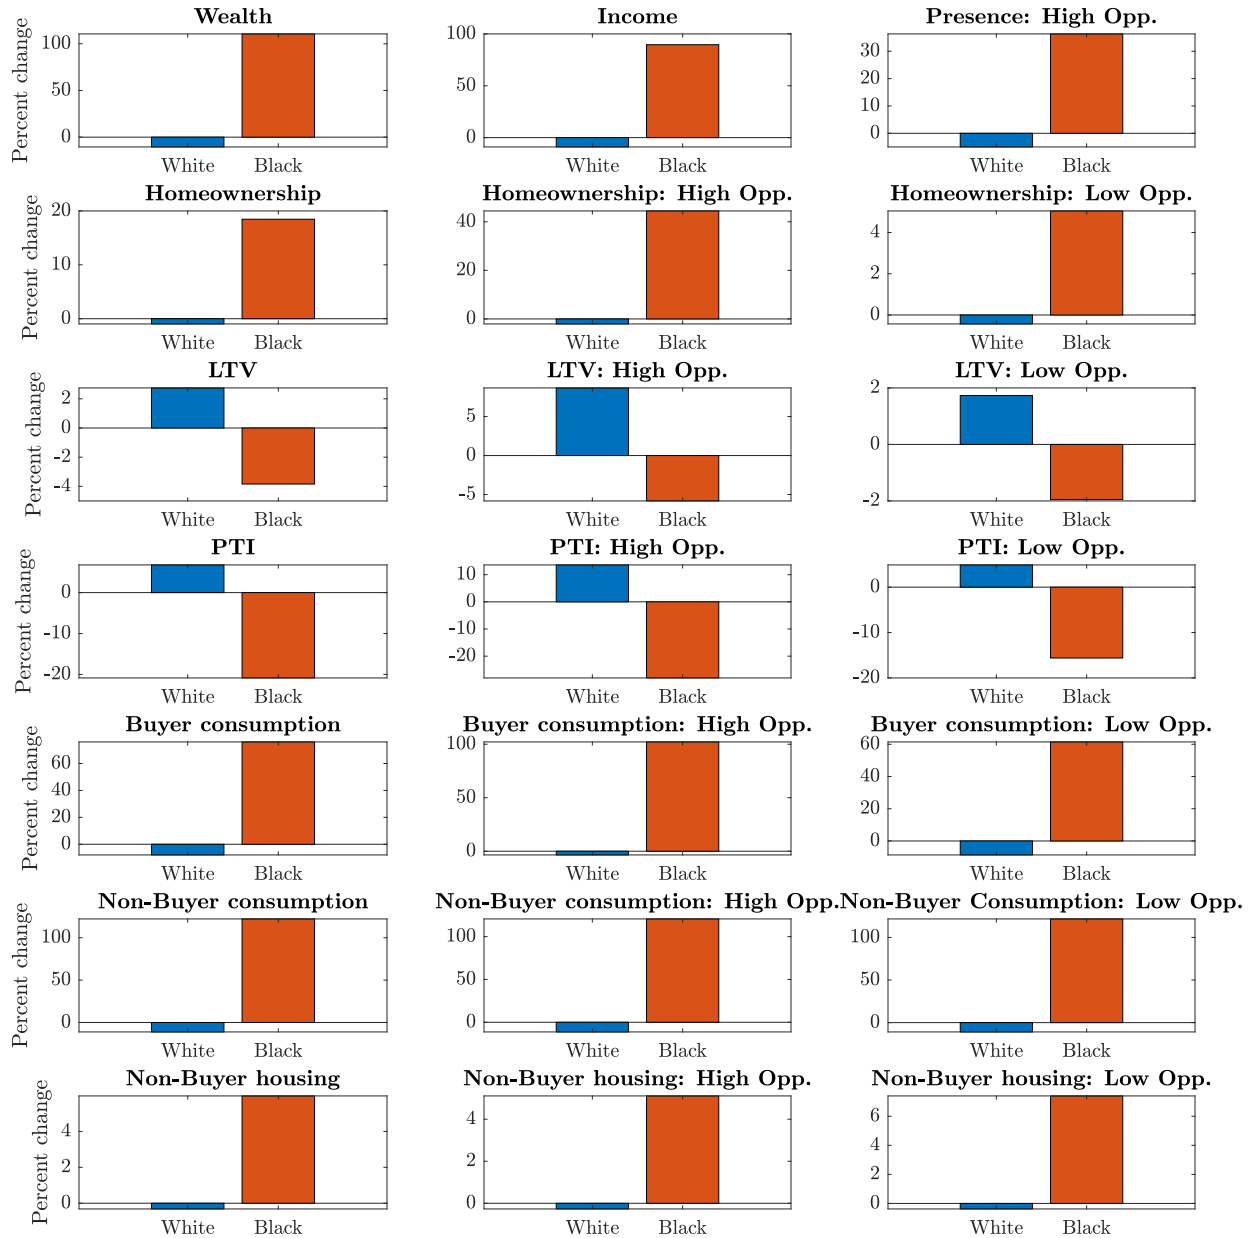 Wealth
Percent change
100
50
0
White Black
Income
100
50
0
White Black
Presence: High Opp.
30
20
10
0
White Black
Homeownership
Percent change
20
10
0
White Black
Homeownership: High Opp.
40
20
0
White Black
Homeownership: Low Opp.
4
2
0
White Black
LTV
Percent change
2
0
-2
-4
White Black
LTV: High Opp.
5
0
-5
White Black
LTV: Low Opp.
2
0
-2
White Black
PTI
Percent change
0
-10
-20
White Black
PTI: High Opp.
10
0
-10
-20
White Black
PTI: Low Opp.
0
-10
-20
White Black
Buyer consumption
Percent change
60
40
20
0
White Black
Buyer consumption: High Opp.
100
50
0
White Black
Buyer consumption: Low Opp.
60
40
20
0
White Black
Non-Buyer consumption
Percent change
100
50
0
White Black
Non-Buyer consumption: High Opp.
100
50
0
White Black
Non-Buyer Consumption: Low Opp.
100
50
0
White Black
Non-Buyer housing
Percent change
4
2
0
White Black
Non-Buyer housing: High Opp.
4
2
0
White Black
Non-Buyer housing: Low Opp.
6
4
2
0
White Black